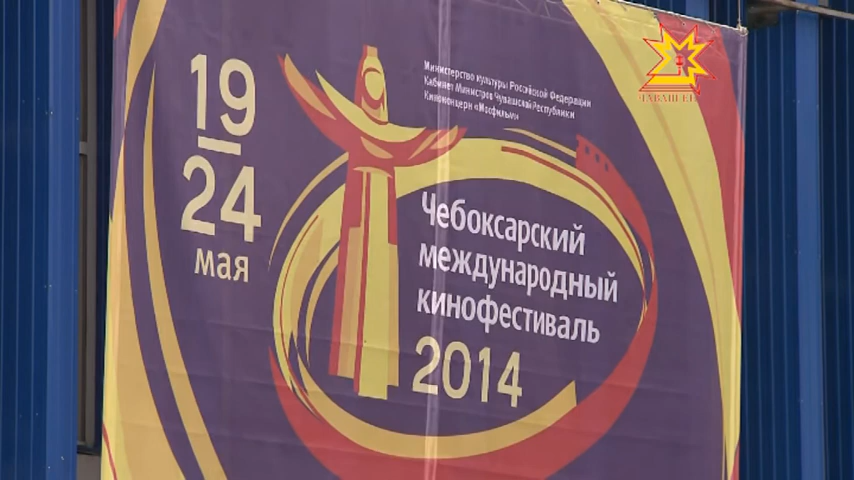 19
24
мая
Министерство культуры Российской Федерации
Кабинет Министров Чувашской Республики
Киноконцерн «Мосфильм»
Чебоксарский
международный
кинофестиваль
2014